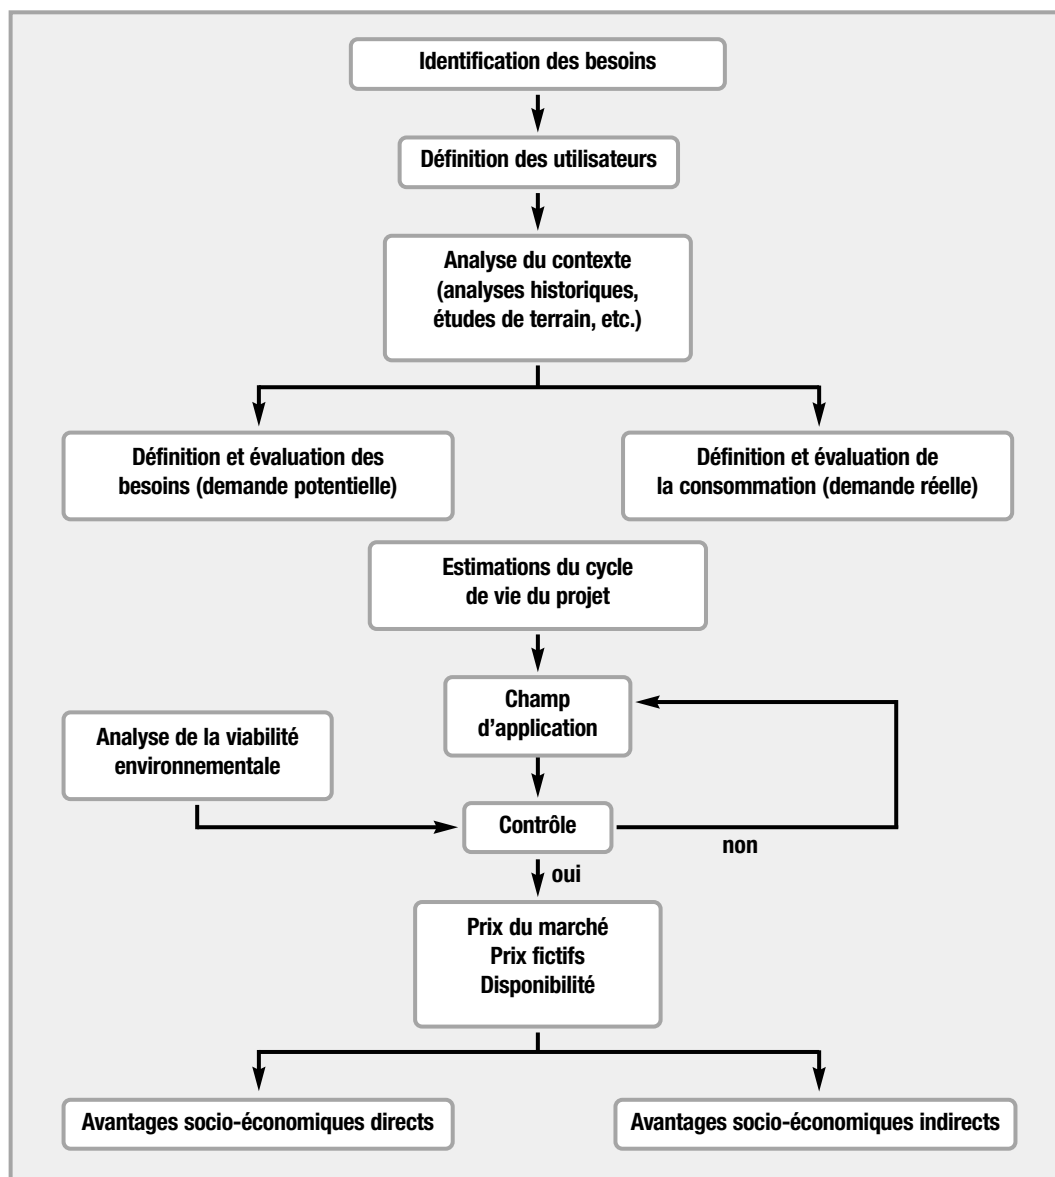 Identification des besoins
Définition des utilisateurs
Analyse du contexte
(analyses historiques,
études de terrain, etc.)
Définition et évaluation des
besoins (demande potentielle)
Définition et évaluation de
la consommation (demande réelle)
Estimations du cycle
de vie du projet
Champ
d’application
Analyse de la viabilité
environnementale
Contrôle
non
oui
Prix du marché
Prix fictifs
Disponibilité
Avantages socio-économiques directs
Avantages socio-économiques indirects